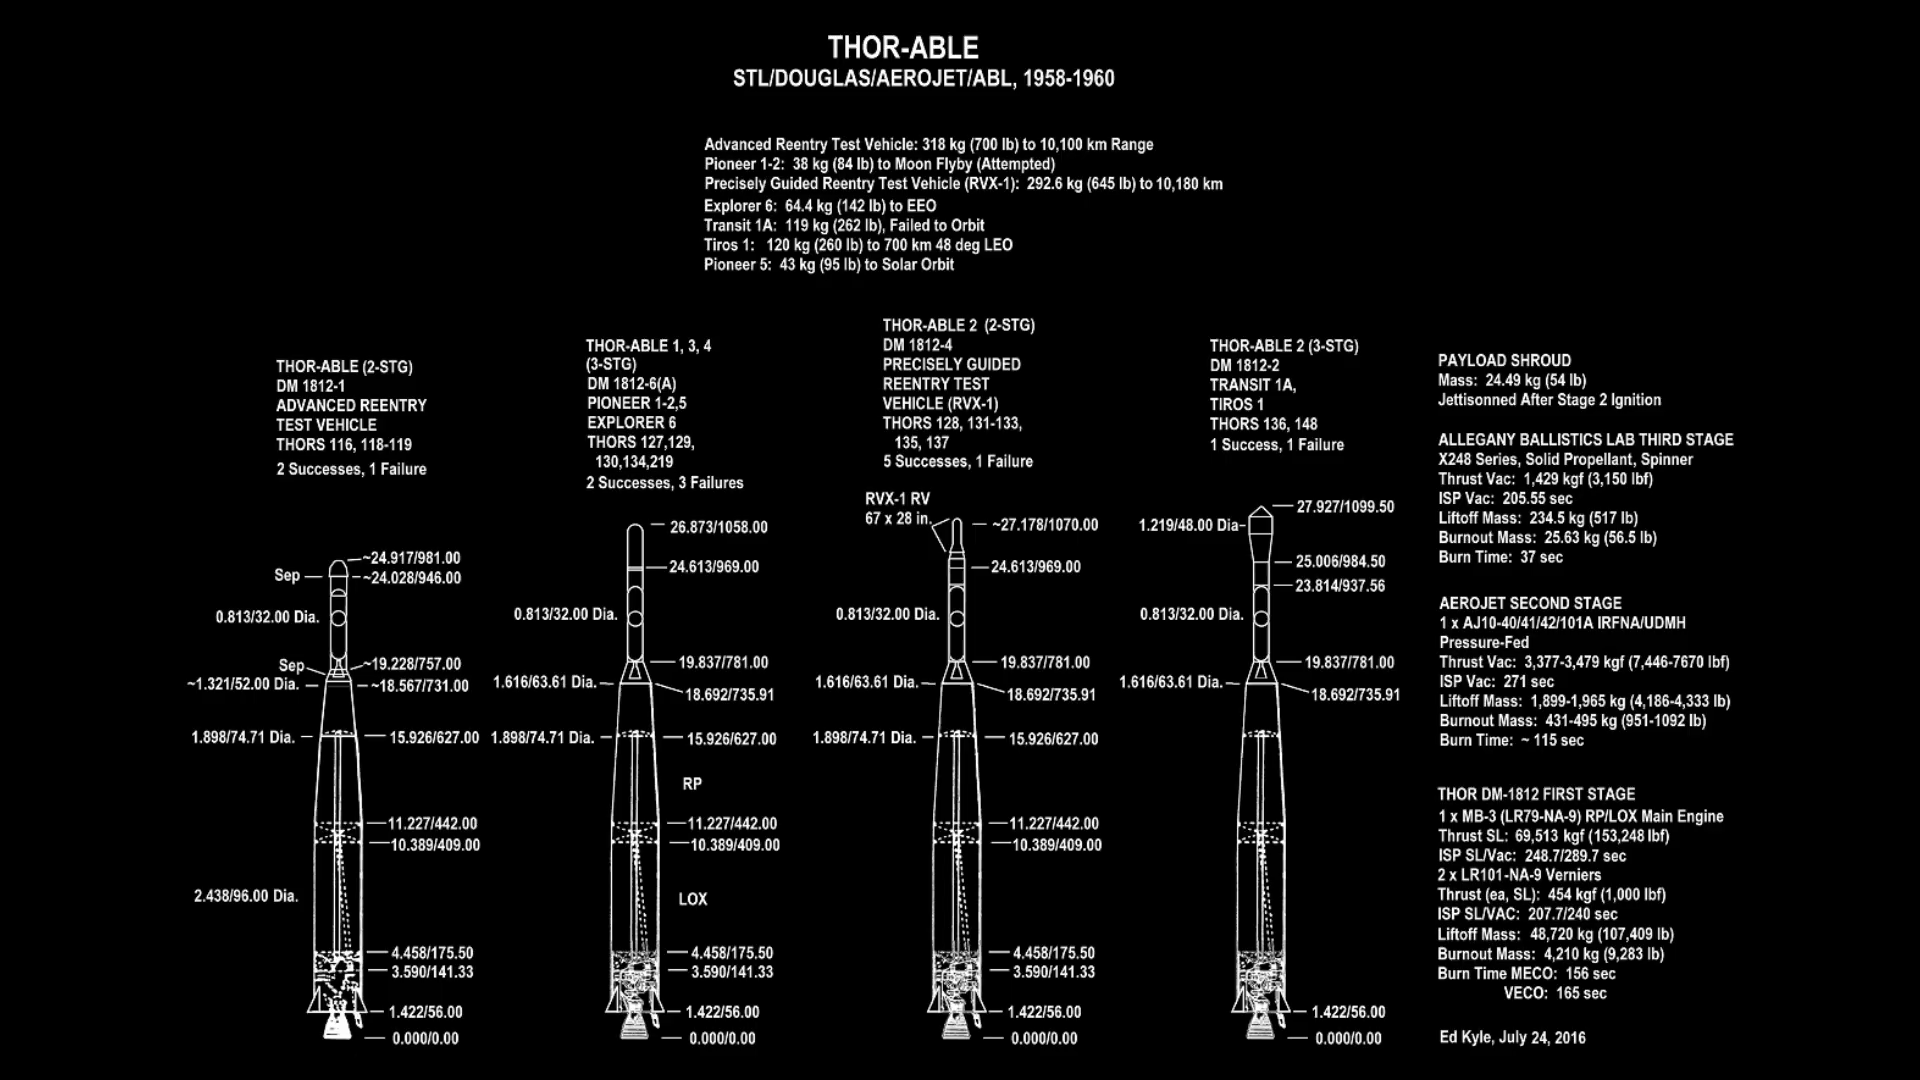 THOR-ABLE
STL/DOUGLAS/AEROJET/ABL, 1958-1960
Advanced Reentry Test Vehicle: 318 kg (700 lb) to 10,100 km Range
Pioneer 1-2: 38 kg (84 lb) to Moon Flyby (Attempted)
Precisely Guided Reentry Test Vehicle (RVX-1): 292.6 kg (645 lb) to 10,180 km
Explorer 6: 64.4 kg (142 lb) to EEO
Transit 1A: 119 kg (262 lb), Failed to Orbit
Tiros 1: 120 kg (260 lb) to 700 km 48 deg LEO
Pioneer 5: 43 kg (95 lb) to Solar Orbit
THOR-ABLE (2-STG)
DM 1812-1
ADVANCED REENTRY
TEST VEHICLE
THORS 116, 118-119
2 Successes, 1 Failure
~24.917/981.00
Sep
~24.028/946.00
0.813/32.00 Dia.
Sep
~19.228/757.00
~1.321/52.00 Dia.
~18.567/731.00
1.898/74.71 Dia.
15.926/627.00
11.227/442.00
10.389/409.00
2.438/96.00 Dia.
4.458/175.50
3.590/141.33
1.422/56.00
0.000/0.00
THOR-ABLE 1, 3, 4
(3-STG)
DM 1812-6(A)
PIONEER 1-2,5
EXPLORER 6
THORS 127,129,
130,134,219
2 Successes, 3 Failures
26.873/1058.00
24.613/969.00
0.813/32.00 Dia.
19.837/781.00
1.616/63.61 Dia.
18.692/735.91
1.898/74.71 Dia.
15.926/627.00
RP
11.227/442.00
10.389/409.00
LOX
4.458/175.50
3.590/141.33
1.422/56.00
0.000/0.00
THOR-ABLE 2 (2-STG)
DM 1812-4
PRECISELY GUIDED
REENTRY TEST
VEHICLE (RVX-1)
THORS 128, 131-133,
135, 137
5 Successes, 1 Failure
RVX-1 RV
67 x 28 in.
~27.178/1070.00
24.613/969.00
0.813/32.00 Dia.
19.837/781.00
1.616/63.61 Dia.
18.692/735.91
1.898/74.71 Dia.
15.926/627.00
11.227/442.00
10.389/409.00
4.458/175.50
3.590/141.33
1.422/56.00
0.000/0.00
THOR-ABLE 2 (3-STG)
DM 1812-2
TRANSIT 1A,
TIROS 1
THORS 136, 148
1 Success, 1 Failure
27.927/1099.50
1.219/48.00 Dia
25.006/984.50
23.814/937.56
0.813/32.00 Dia.
19.837/781.00
1.616/63.61 Dia.
18.692/735.91
1.422/56.00
0.000/0.00
PAYLOAD SHROUD
Mass: 24.49 kg (54 lb)
Jettisonned After Stage 2 Ignition
ALLEGANY BALLISTICS LAB THIRD STAGE
X248 Series, Solid Propellant, Spinner
Thrust Vac: 1,429 kgf (3,150 lbf)
ISP Vac: 205.55 sec
Liftoff Mass: 234.5 kg (517 lb)
Burnout Mass: 25.63 kg (56.5 lb)
Burn Time: 37 sec
AEROJET SECOND STAGE
1 x AJ10-40/41/42/101A IRFNA/UDMH
Pressure-Fed
Thrust Vac: 3,377-3,479 kgf (7,446-7670 lbf)
ISP Vac: 271 sec
Liftoff Mass: 1,899-1,965 kg (4,186-4,333 lb)
Burnout Mass: 431-495 kg (951-1092 lb)
Burn Time: ~ 115 sec
THOR DM-1812 FIRST STAGE
1 x MB-3 (LR79-NA-9) RP/LOX Main Engine
Thrust SL: 69,513 kgf (153,248 lbf)
ISP SL/Vac: 248.7/289.7 sec
2 x LR101-NA-9 Verniers
Thrust (ea, SL): 454 kgf (1,000 lbf)
ISP SL/VAC: 207.7/240 sec
Liftoff Mass: 48,720 kg (107,409 lb)
Burnout Mass: 4,210 kg (9,283 lb)
Burn Time MECO: 156 sec
VECO: 165 sec
Ed Kyle, July 24, 2016